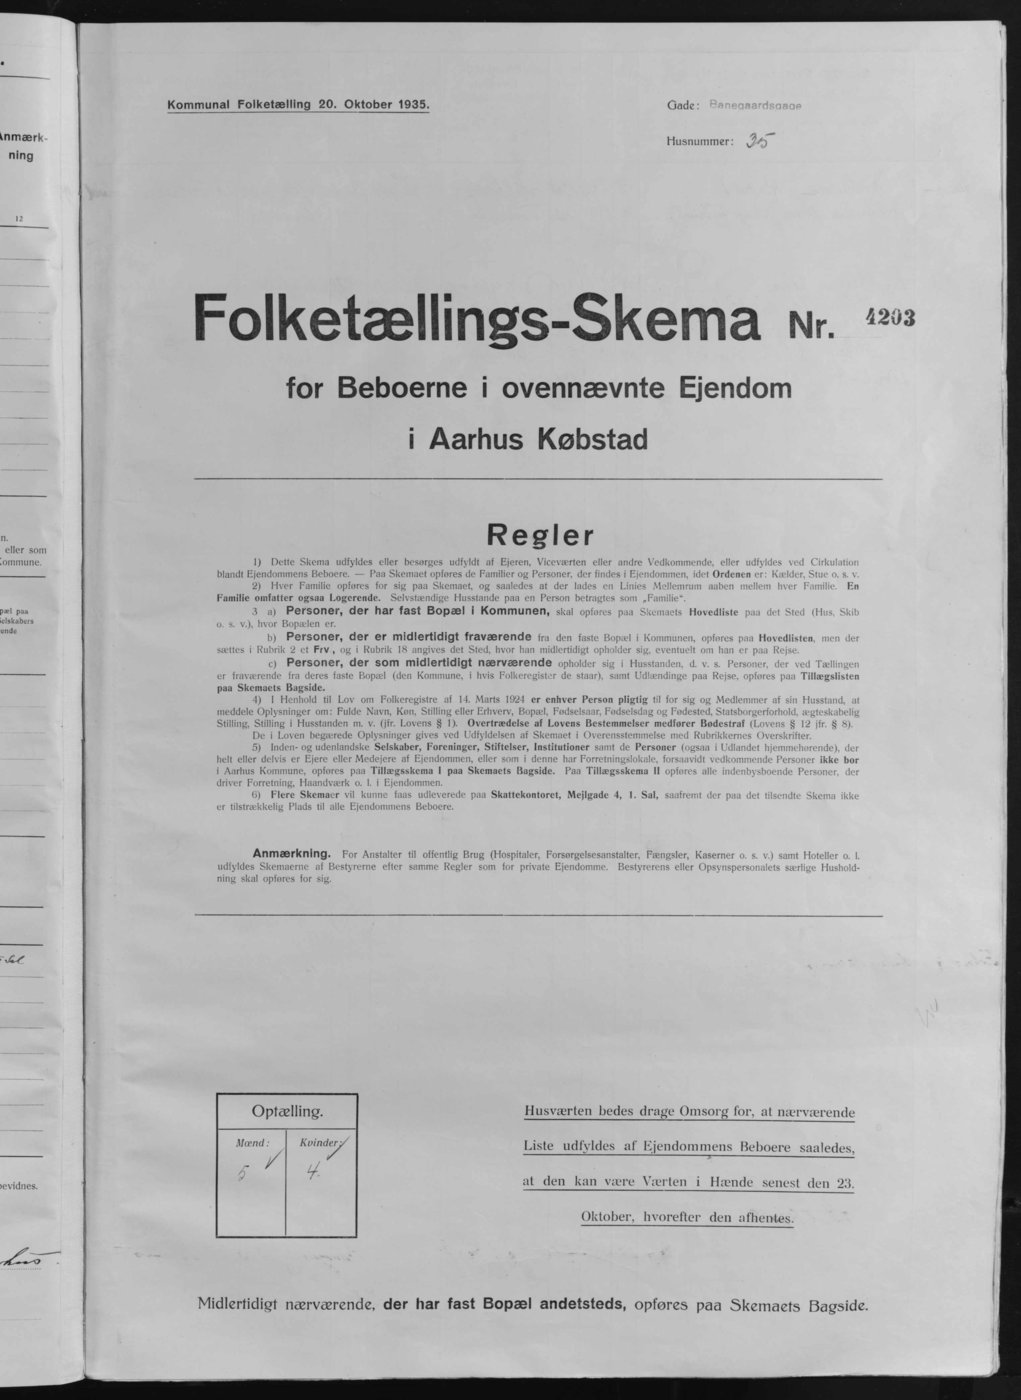 Anmærk-
ning
12
n.
eller som
Kommune.
pæl paa
Selskabers
ende
evidnes.
Kommunal Folketælling 20. Oktober 1935.
Gade: Banegaardsgade
Husnummer: 35
Folketællings-Skema Nr. 4203
for Beboerne i ovennævnte Ejendom
i Aarhus Købstad
Regler
1) Dette Skema udfyldes eller besørges udfyldt af Ejeren, Viceværten eller andre Vedkommende, eller udfyldes ved Cirkulation
blandt Ejendommens Beboere. — Paa Skemaet opføres de Familier og Personer, der findes i Ejendommen, idet Ordenen er: Kælder, Stue o. s. v.
2) Hver Familie opføres for sig paa Skemaet, og saaledes at der lades en Linies Mellemrum aaben mellem hver Familie. En
Familie omfatter ogsaa Logerende. Selvstændige Husstande paa en Person betragtes som „Familie“.
3 a) Personer, der har fast Bopæl i Kommunen, skal opføres paa Skemaets Hovedliste paa det Sted (Hus, Skib
o. s. v.), hvor Bopælen er.
b) Personer, der er midlertidigt fraværende fra den faste Bopæl i Kommunen, opføres paa Hovedlisten, men der
sættes i Rubrik 2 et Frv., og i Rubrik 18 angives det Sted, hvor han midlertidigt opholder sig, eventuelt om han er paa Rejse.
c) Personer, der som midlertidigt nærværende opholder sig i Husstanden, d. v. s. Personer, der ved Tællingen
er fraværende fra deres faste Bopæl (den Kommune, i hvis Folkeregister de staar), samt Udlændinge paa Rejse, opføres paa Tillægslisten
paa Skemaets Bagside.
4) I Henhold til Lov om Folkeregistre af 14. Marts 1924 er enhver Person pligtig til for sig og Medlemmer af sin Husstand, at
meddele Oplysninger om: Fulde Navn, Køn, Stilling eller Erhverv, Bopæl, Fødselsaar, Fødselsdag og Fødested, Statsborgerforhold, ægteskabelig
Stilling, Stilling i Husstanden m. v. (jfr. Lovens § 1). Overtrædelse af Lovens Bestemmelser medfører Bødestraf (Lovens § 12 jfr. § 8).
De i Loven begærede Oplysninger gives ved Udfyldelsen af Skemaet i Overensstemmelse med Rubrikkernes Overskrifter.
5) Inden- og udenlandske Selskaber, Foreninger, Stiftelser, Institutioner samt de Personer (ogsaa i Udlandet hjemmehørende), der
helt eller delvis er Ejere eller Medejere af Ejendommen, eller som i denne har Forretningslokale, forsaavidt vedkommende Personer ikke bor
i Aarhus Kommune, opføres paa Tillægsskema I paa Skemaets Bagside. Paa Tillægsskema II opføres alle indenbysboende Personer, der
driver Forretning, Haandværk o. l. i Ejendommen.
6) Flere Skemaer vil kunne faas udleverede paa Skattekontoret, Mejlgade 4, 1. Sal, saafremt der paa det tilsendte Skema ikke
er tilstrækkelig Plads til alle Ejendommens Beboere.
Anmærkning. For Anstalter til offentlig Brug (Hospitaler, Forsørgelsesanstalter, Fængsler, Kaserner o. s. v.) samt Hoteller o. l.
udfyldes Skemaerne af Bestyrerne efter samme Regler som for private Ejendomme. Bestyrerens eller Opsynspersonalets særlige Hushold-
ning skal opføres for sig.
Optælling.
Mænd: Kvinder:
5 4
Husværten bedes drage Omsorg for, at nærværende
Liste udfyldes af Ejendommens Beboere saaledes,
at den kan være Værten i Hænde senest den 23.
Oktober, hvorefter den afhentes.
Midlertidigt nærværende, der har fast Bopæl andetsteds, opføres paa Skemaets Bagside.